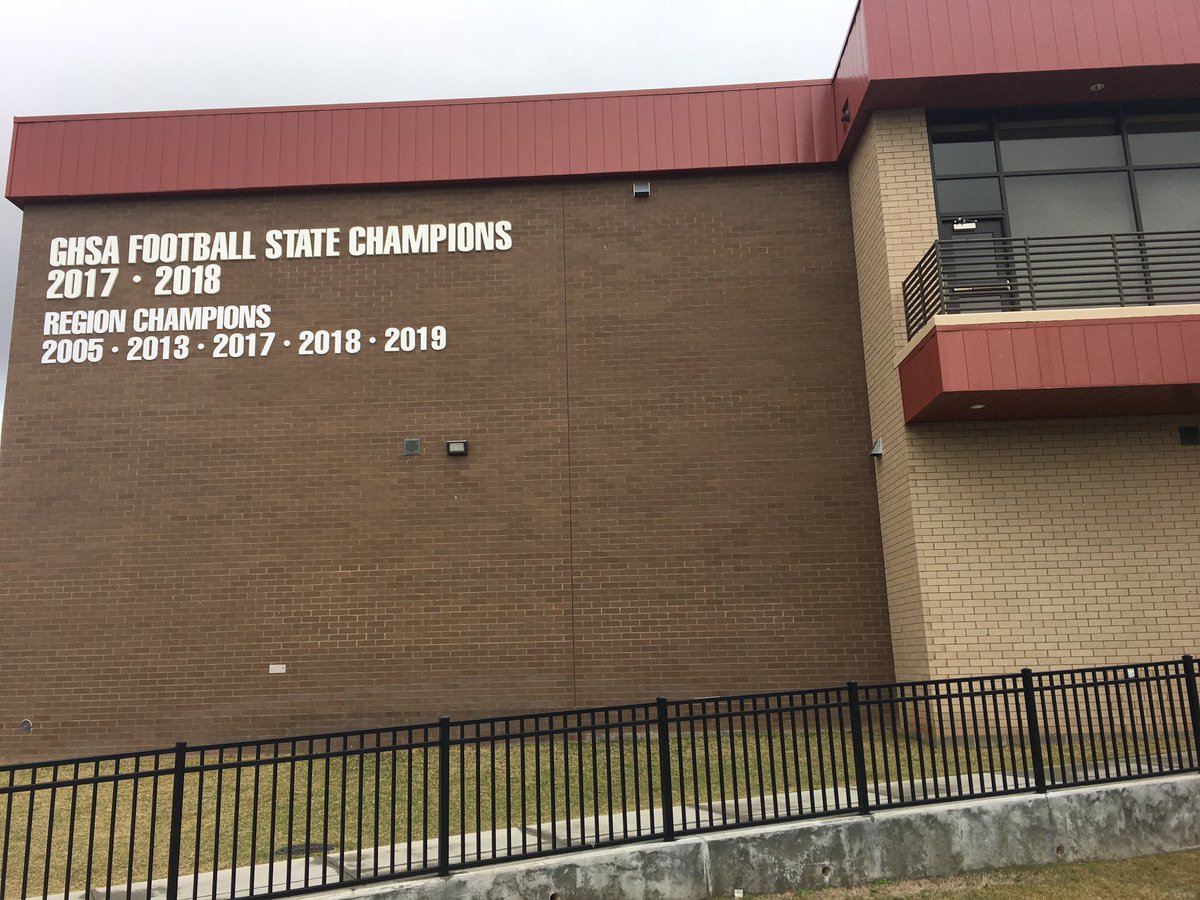 GHSA FOOTBALL STATE CHAMPIONS
2017 • 2018
REGION CHAMPIONS
2005 • 2013 • 2017 • 2018 • 2019